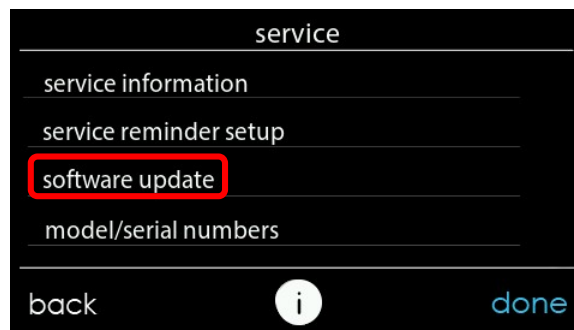 service
service information
service reminder setup
software update
model/serial numbers
back i done